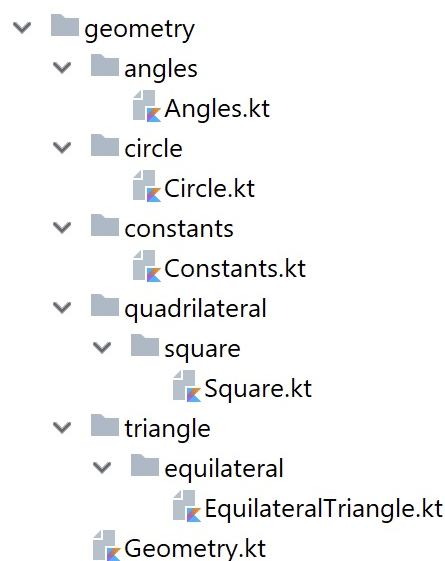 geometry
angles
Angles.kt
circle
Circle.kt
constants
Constants.kt
quadrilateral
square
Square.kt
triangle
equilateral
EquilateralTriangle.kt
Geometry.kt